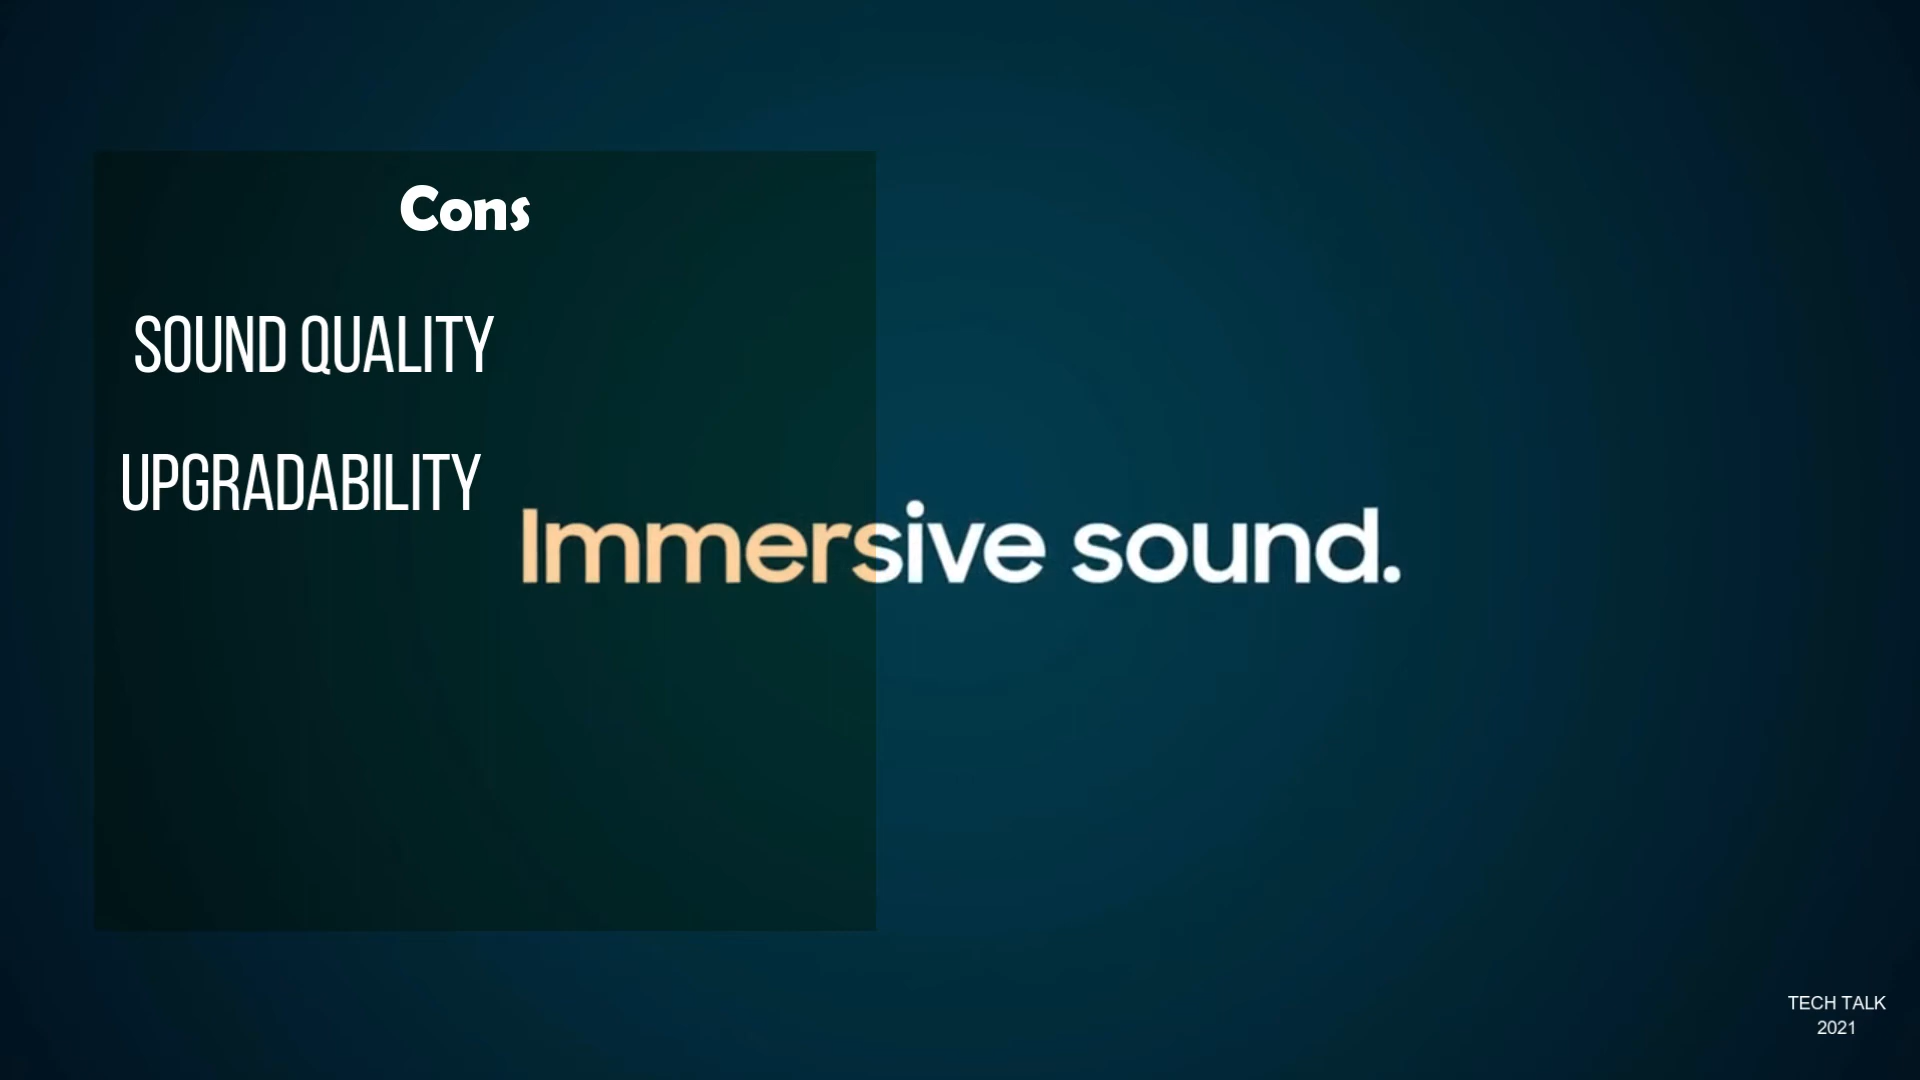 Cons
SOUND QUALITY
UPGRADABILITY
Immersive sound.
TECH TALK
2021